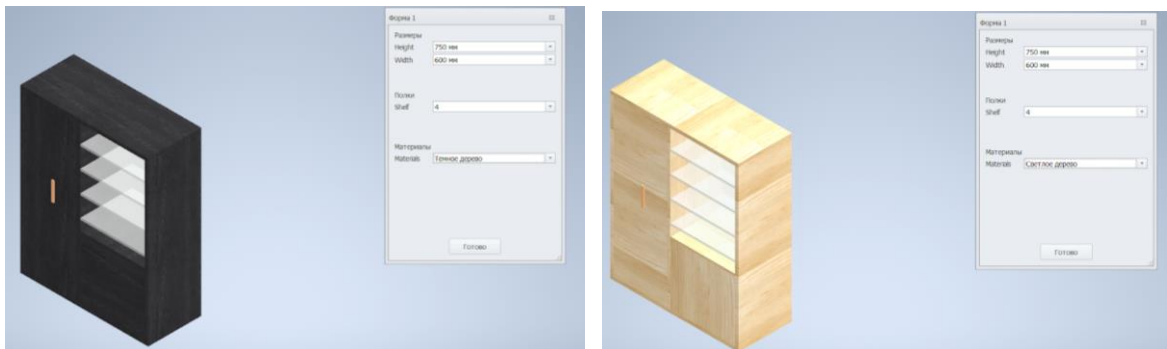 Форма 1
Размеры
Height 750 мм
Width 600 мм
Полки
Shelf 4
Материалы
Materials Темное дерево
Готово
Форма 1
Размеры
Height 750 мм
Width 600 мм
Полки
Shelf 4
Материалы
Materials Светлое дерево
Готово